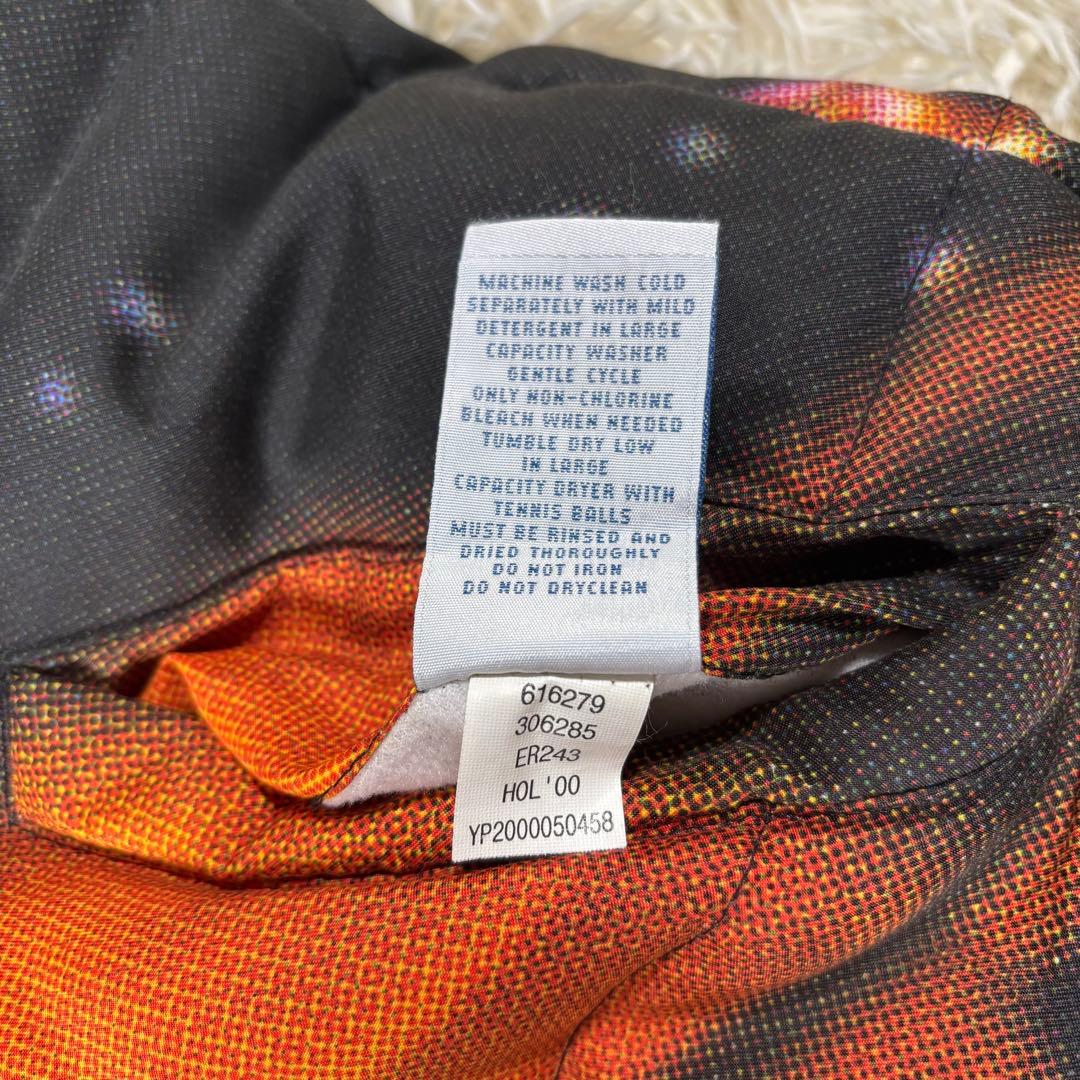 MACHINE WASH COLD
SEPARATELY WITH MILD
DETERGENT IN LARGE
CAPACITY WASHER
GENTLE CYCLE
ONLY NON-CHLORINE
BLEACH WHEN NEEDED
TUMBLE DRY LOW
IN LARGE
CAPACITY DRYER WITH
TENNIS BALLS
MUST BE RINSED AND
DRIED THOROUGHLY
DO NOT IRON
DO NOT DRYCLEAN
616279
306285
ER243
HOL '00
YP2000050458